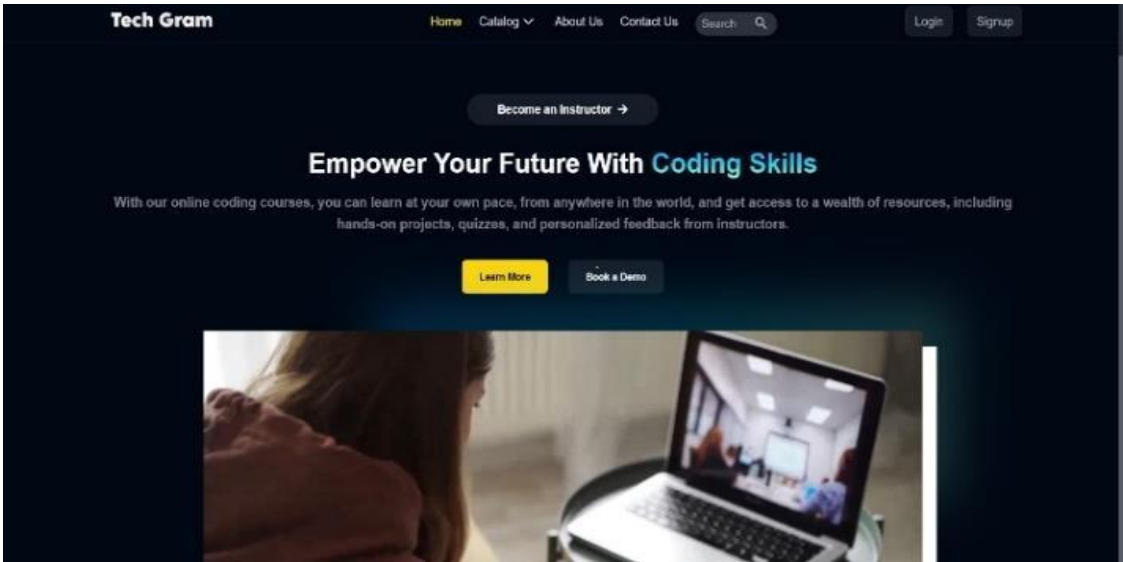 Tech Gram
Home Catalog About Us Contact Us Search
Login Signup
Become an Instructor →
Empower Your Future With Coding Skills
With our online coding courses, you can learn at your own pace, from anywhere in the world, and get access to a wealth of resources, including
hands-on projects, quizzes, and personalized feedback from instructors.
Learn More Book a Demo